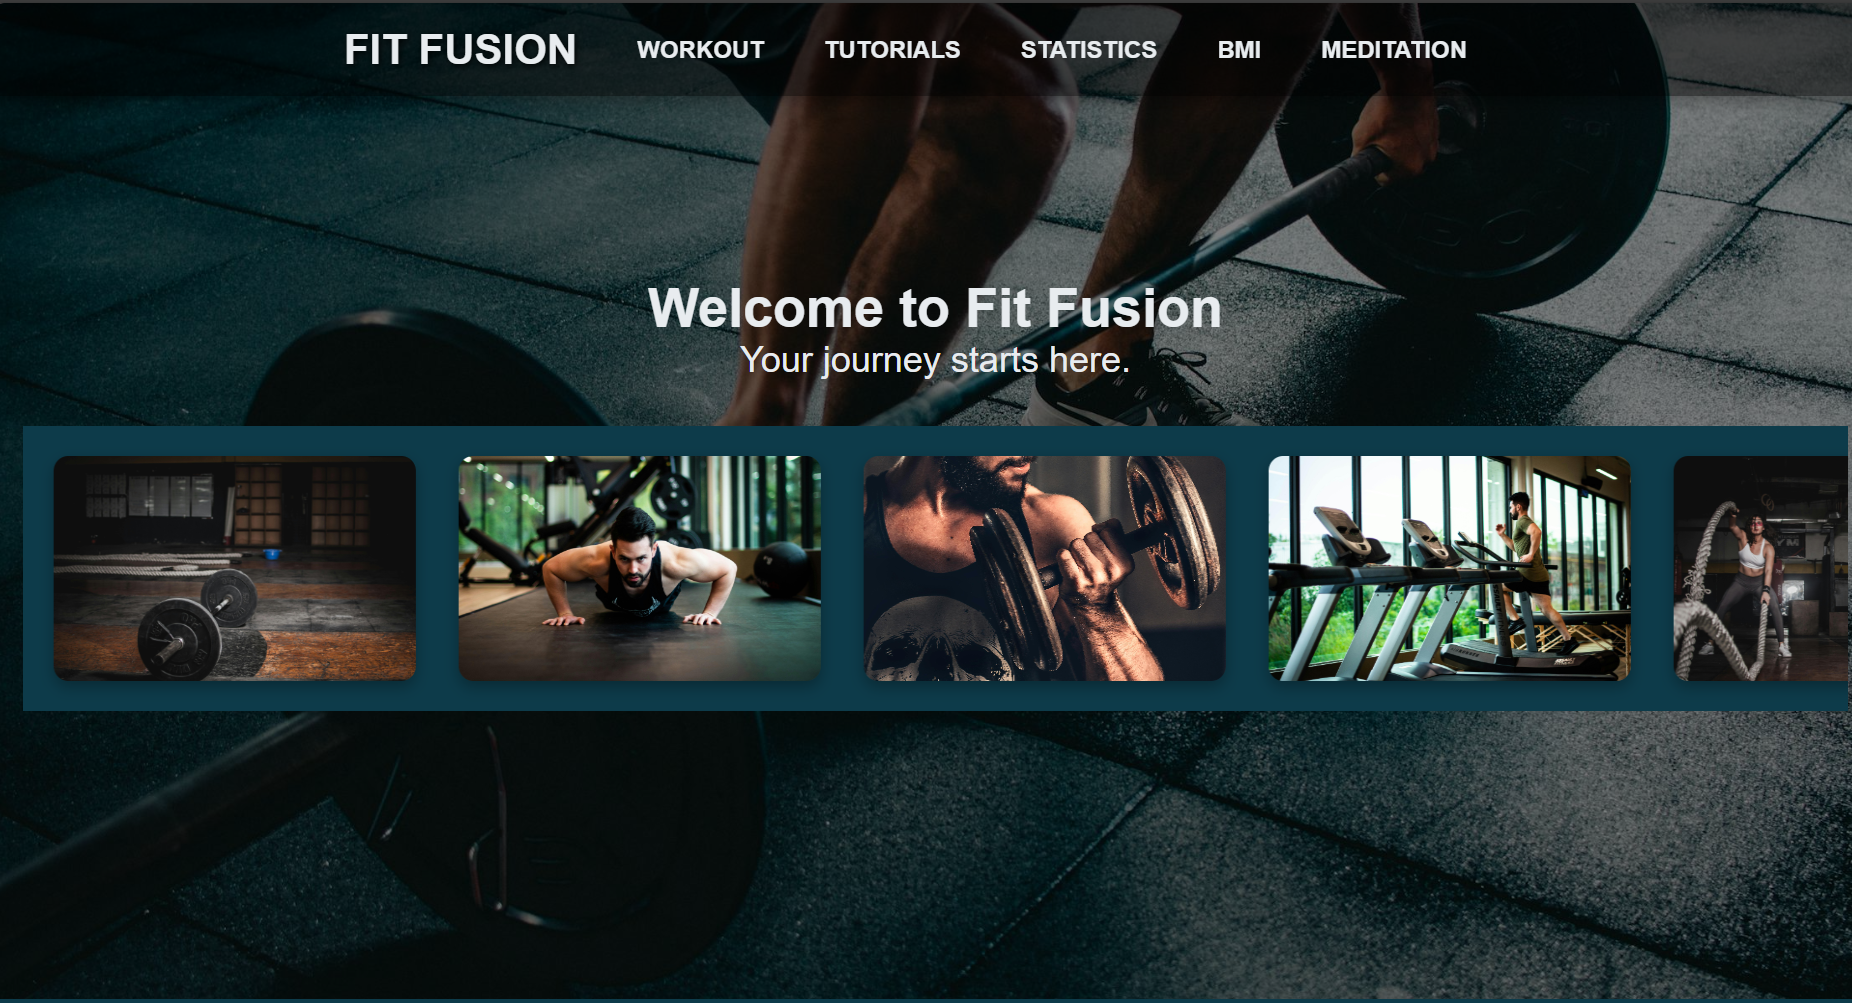 FIT FUSION WORKOUT TUTORIALS STATISTICS BMI MEDITATION
Welcome to Fit Fusion
Your journey starts here.